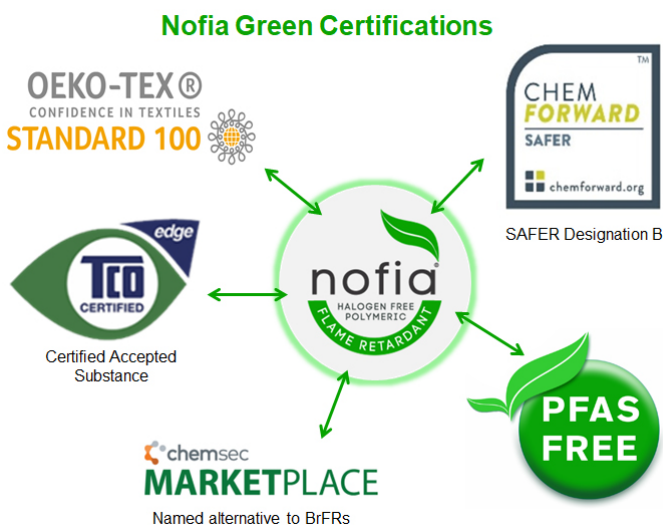 Nofia Green Certifications
OEKO-TEX®
CONFIDENCE IN TEXTILES
STANDARD 100
CHEM
FORWARD
SAFER
chemforward.org
TM
SAFER Designation B
edge
TCO
CERTIFIED
Certified Accepted
Substance
nofia®
HALOGEN FREE
POLYMERIC
FLAME RETARDANT
PFAS
FREE
chemsec
MARKETPLACE
Named alternative to BrFRs